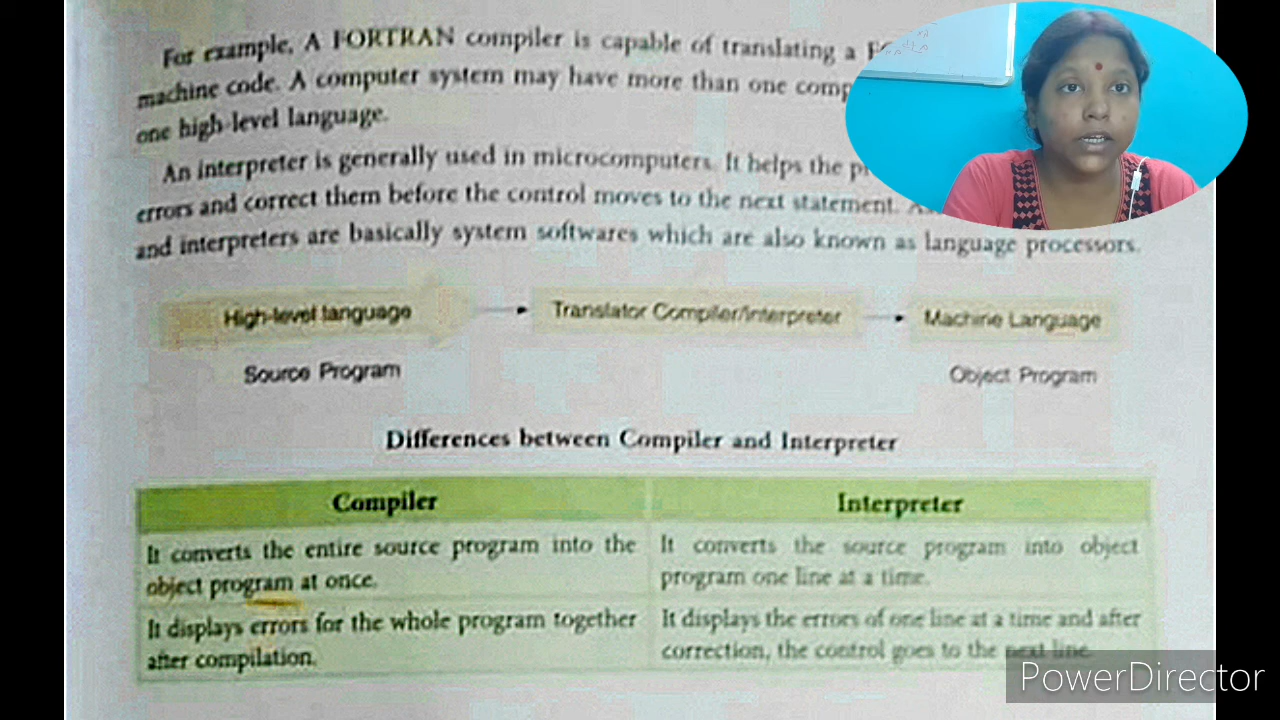 For example, A FORTRAN compiler is capable of translating a
machine code. A computer system may have more than one
one high-level language.
An interpreter is generally used in microcomputers. It helps the
errors and correct them before the control moves to the next statement.
and interpreters are basically system softwares which are also known as language processors.
High-level language Translator Compiler/Interpreter Machine Language
Source Program Object Program
Differences between Compiler and Interpreter
Compiler Interpreter
It converts the entire source program into the
object program at once.
It converts the source program into object
program one line at a time.
It displays errors for the whole program together
after compilation.
It displays the errors of one line at a time and after
correction, the control goes to the next line.
PowerDirector